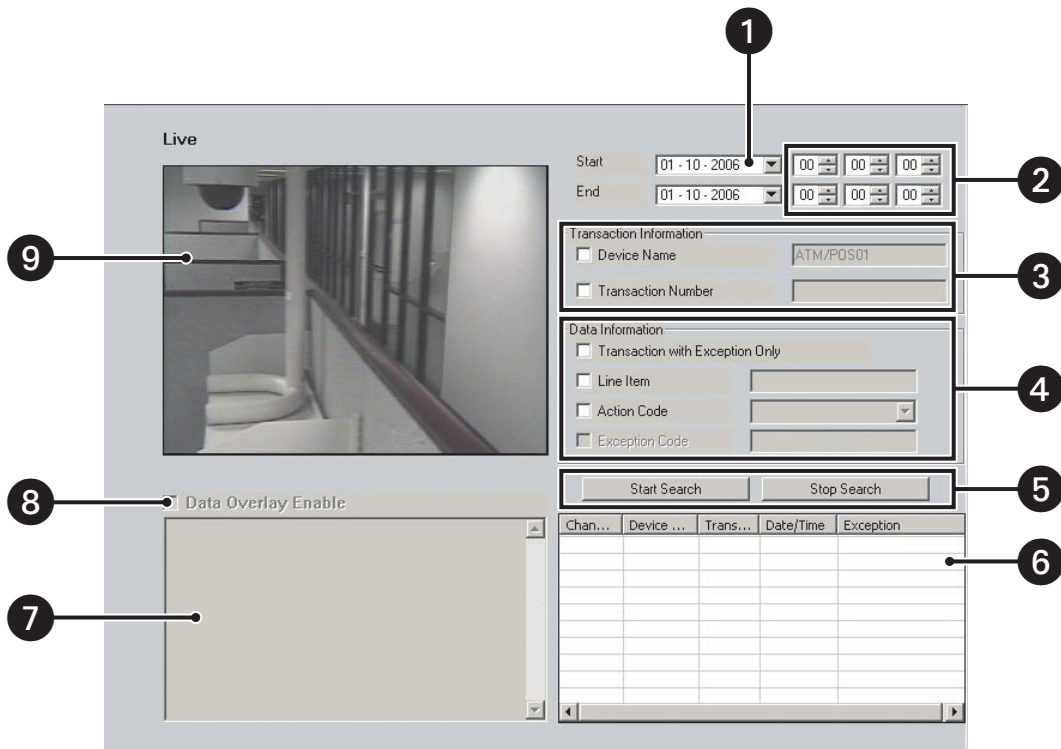 1
Live
Start 01 - 10 - 2006 00 00 00
2
End 01 - 10 - 2006 00 00 00
Transaction Information
9
Device Name ATM/POS01
3
Transaction Number
Data Information
Transaction with Exception Only
Line Item
4
Action Code
Exception Code
8
Data Overlay Enable
Start Search Stop Search
5
Chan... Device ... Trans... Date/Time Exception
6
7